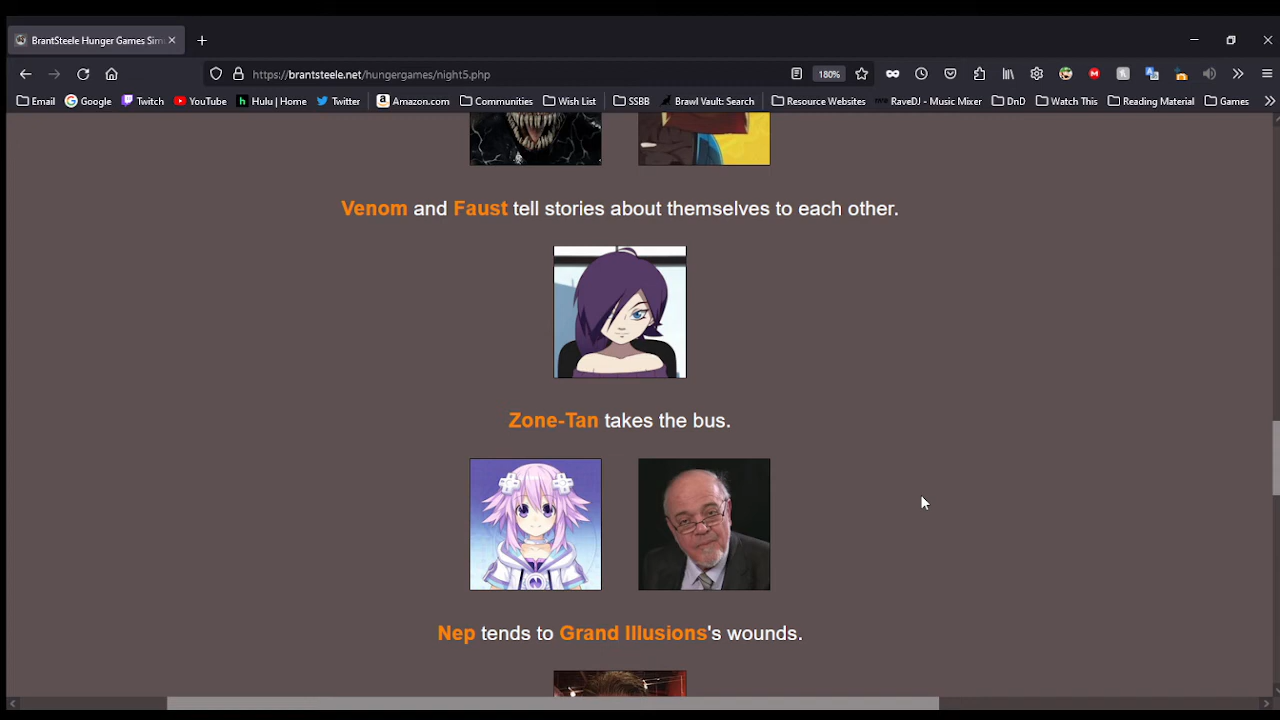 BrantSteele Hunger Games Sim
https://brantsteele.net/hungergames/night5.php
180%
Email Google Twitch YouTube Hulu | Home Twitter Amazon.com Communities Wish List SSBB Brawl Vault: Search Resource Websites RaveDJ - Music Mixer DnD Watch This Reading Material Games
Venom and Faust tell stories about themselves to each other.
Zone-Tan takes the bus.
Nep tends to Grand Illusions's wounds.